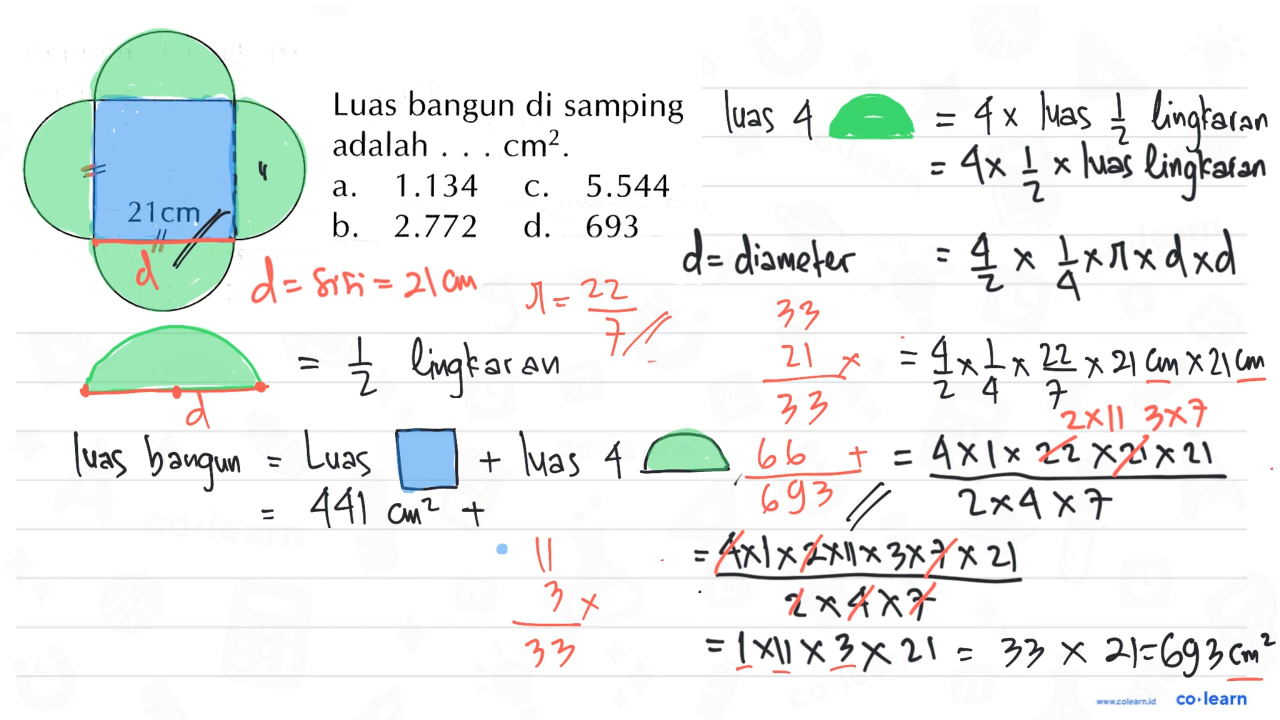 21cm
d
Luas bangun di samping
adalah . . . cm².
a. 1.134 c. 5.544
b. 2.772 d. 693
d = sisi = 21 cm
π = 22/7
= 1/2 lingkaran
d
luas bangun = Luas + luas 4
= 441 cm² +
11
3 ×
33
luas 4 = 4 × luas 1/2 lingkaran
= 4 × 1/2 × luas lingkaran
d = diameter = 4/2 × 1/4 × π × d × d
33
21 ×
33
66 +
693
= 4/2 × 1/4 × 22/7 × 21 cm × 21 cm
2×11 3×7
= 4 × 1 × 22 × 21 × 21
2 × 4 × 7
= 4×1 × 2×11 × 3×7 × 21
2 × 4 × 7
= 1 × 11 × 3 × 21 = 33 × 21 = 693 cm²
co·learn
www.colearn.id co·learn